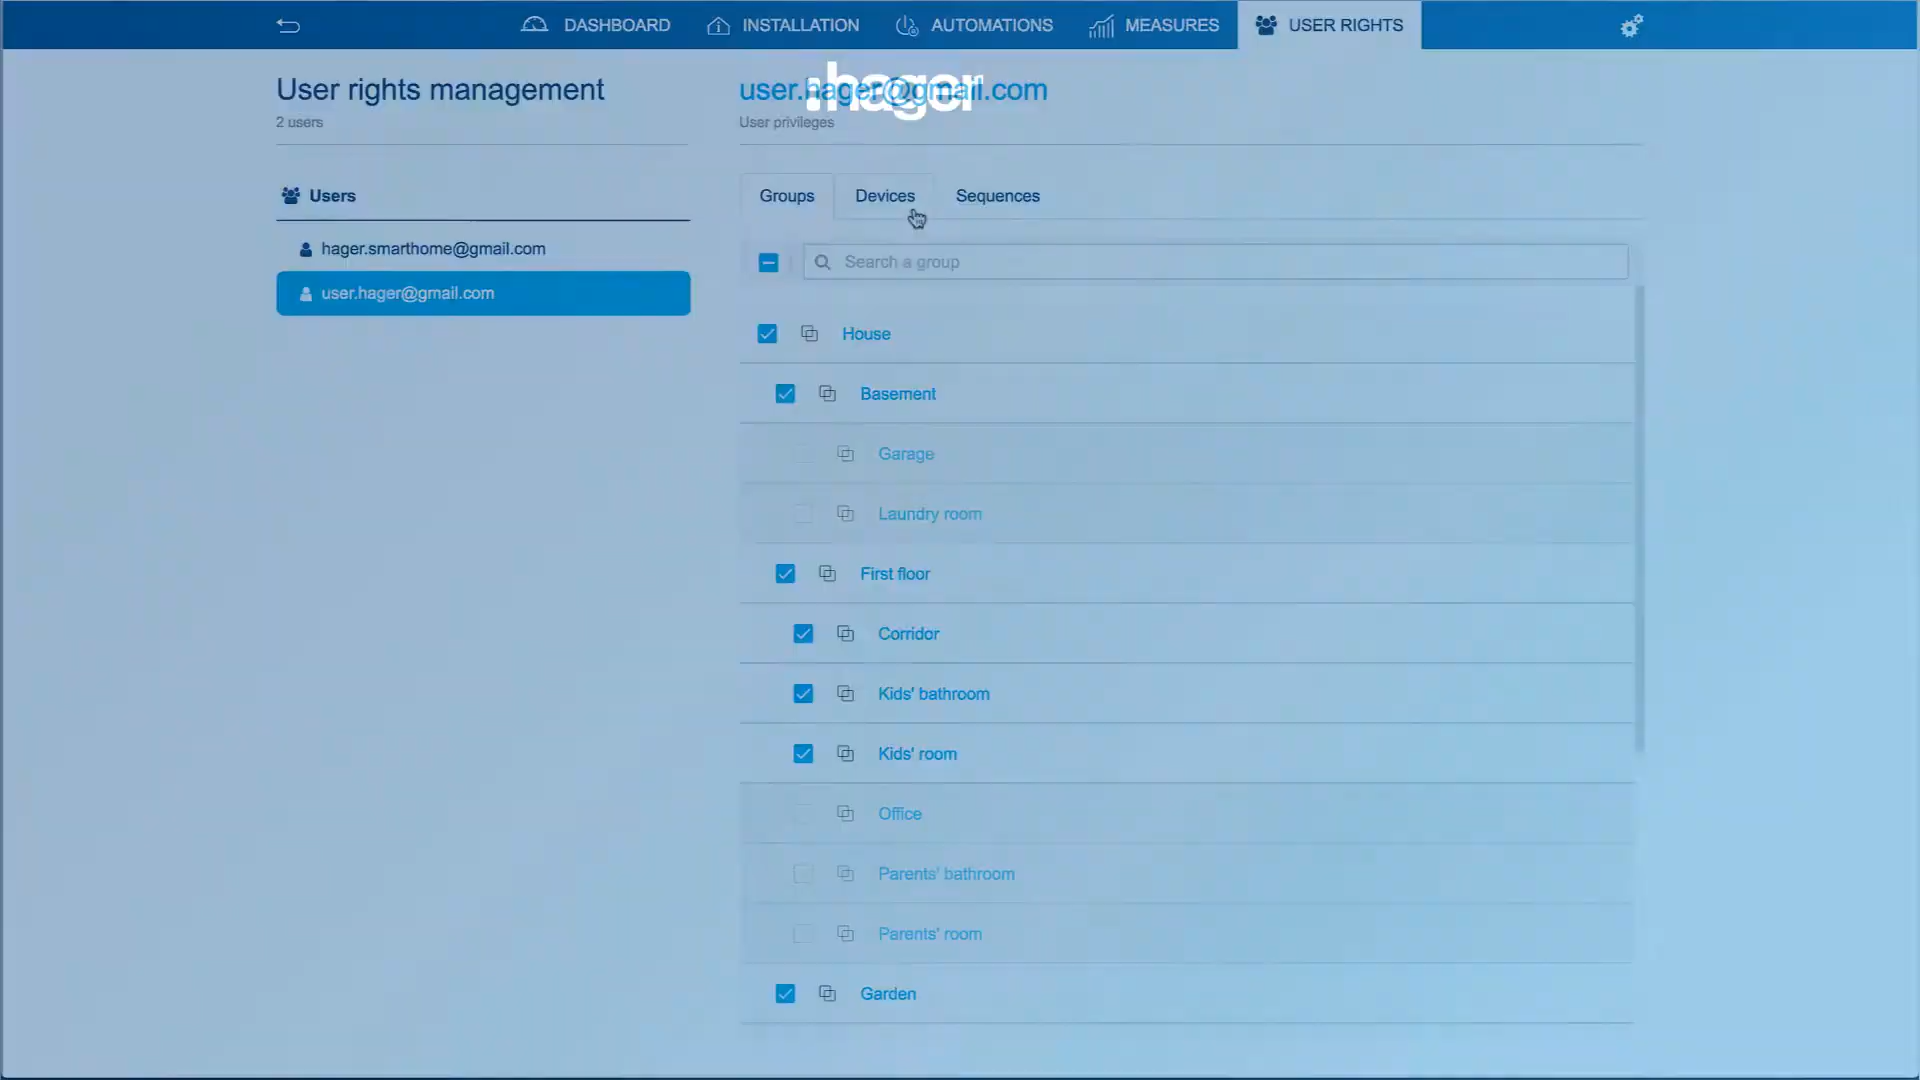 DASHBOARD
INSTALLATION
AUTOMATIONS
MEASURES
USER RIGHTS
User rights management
2 users
Users
hager.smarthome@gmail.com
user.hager@gmail.com
:hager
user.hager@gmail.com
User privileges
Groups
Devices
Sequences
Search a group
House
Basement
Garage
Laundry room
First floor
Corridor
Kids' bathroom
Kids' room
Office
Parents' bathroom
Parents' room
Garden